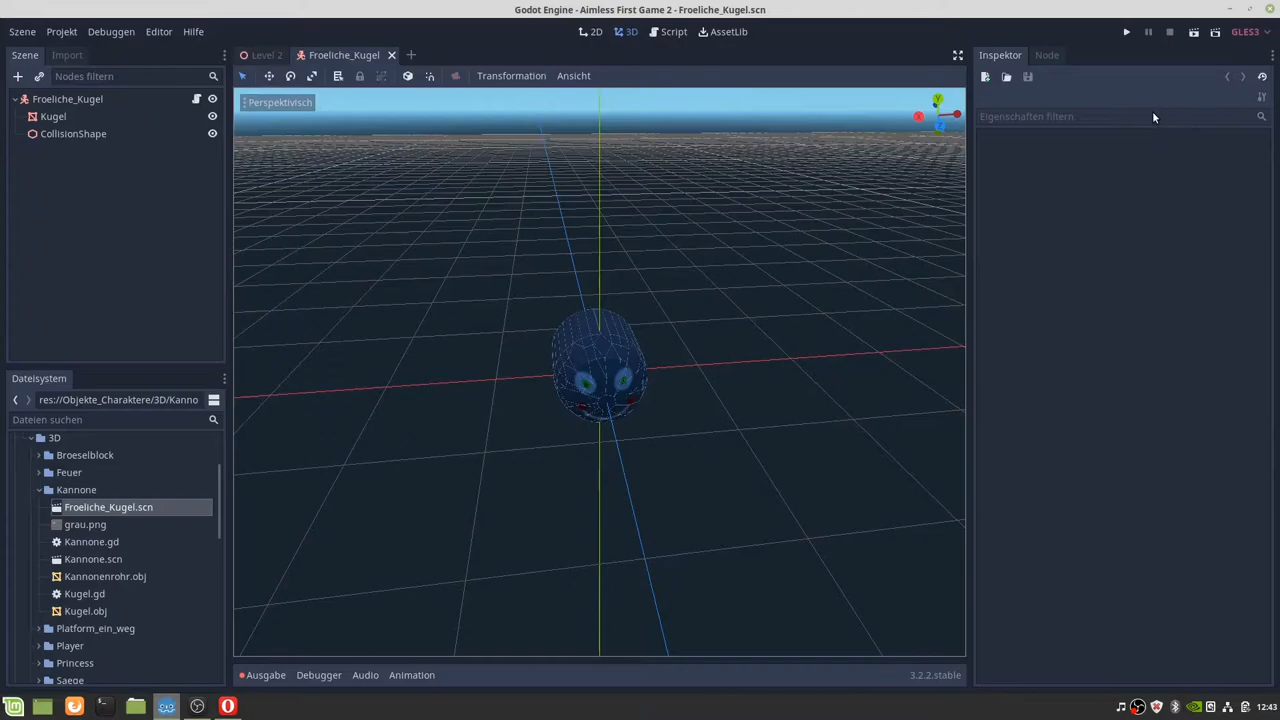 Godot Engine - Aimless First Game 2 - Froeliche_Kugel.scn
Szene Projekt Debuggen Editor Hilfe
2D 3D Script AssetLib
GLES3
Szene Import
Level 2 Froeliche_Kugel
Inspektor Node
Nodes filtern
Transformation Ansicht
Froeliche_Kugel
Kugel
CollisionShape
Perspektivisch
Y
X
Z
Eigenschaften filtern
Dateisystem
res://Objekte_Charaktere/3D/Kanno
Dateien suchen
3D
Broeselblock
Feuer
Kannone
Froeliche_Kugel.scn
grau.png
Kannone.gd
Kannone.scn
Kannonenrohr.obj
Kugel.gd
Kugel.obj
Platform_ein_weg
Player
Princess
Saege
Ausgabe Debugger Audio Animation
3.2.2.stable
12:43